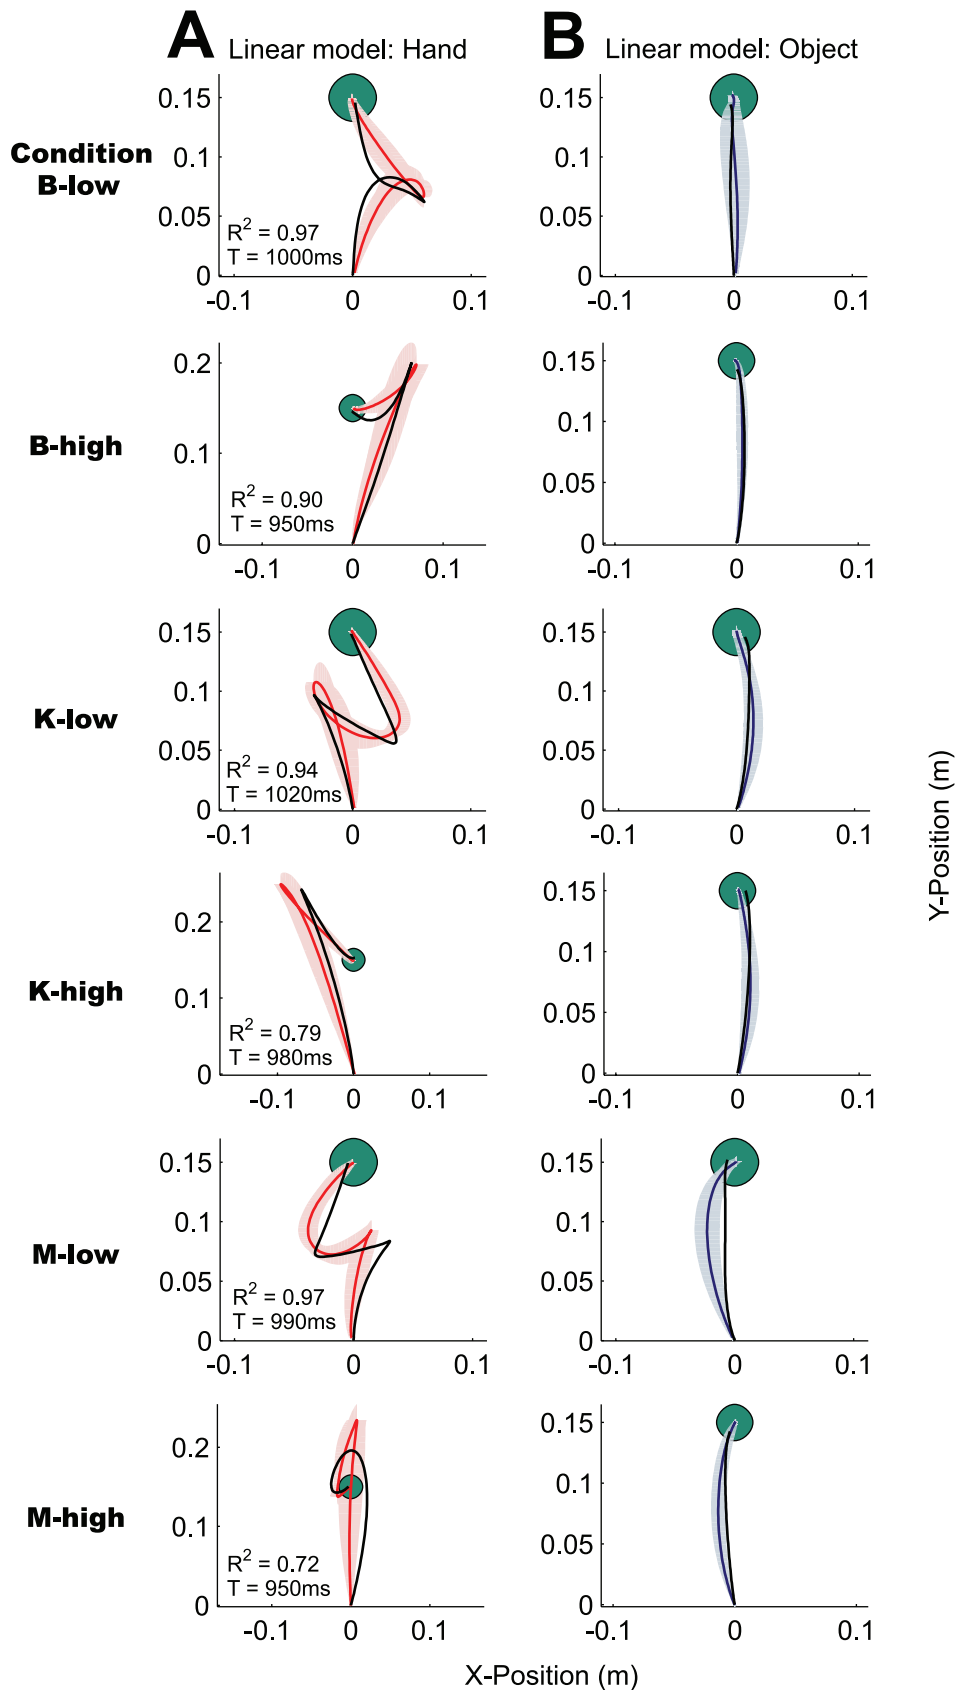 A Linear model: Hand
B Linear model: Object
Condition
B-low
0.15
0.1
0.05
0
R² = 0.97
T = 1000ms
-0.1 0 0.1
0.15
0.1
0.05
0
-0.1 0 0.1
B-high
0.2
0.1
0
R² = 0.90
T = 950ms
-0.1 0 0.1
0.15
0.1
0.05
0
-0.1 0 0.1
K-low
0.15
0.1
0.05
0
R² = 0.94
T = 1020ms
-0.1 0 0.1
0.15
0.1
0.05
0
-0.1 0 0.1
K-high
0.2
0.1
0
R² = 0.79
T = 980ms
-0.1 0 0.1
0.15
0.1
0.05
0
-0.1 0 0.1
M-low
0.15
0.1
0.05
0
R² = 0.97
T = 990ms
-0.1 0 0.1
0.15
0.1
0.05
0
-0.1 0 0.1
M-high
0.2
0.1
0
R² = 0.72
T = 950ms
-0.1 0 0.1
0.15
0.1
0.05
0
-0.1 0 0.1
X-Position (m)
Y-Position (m)